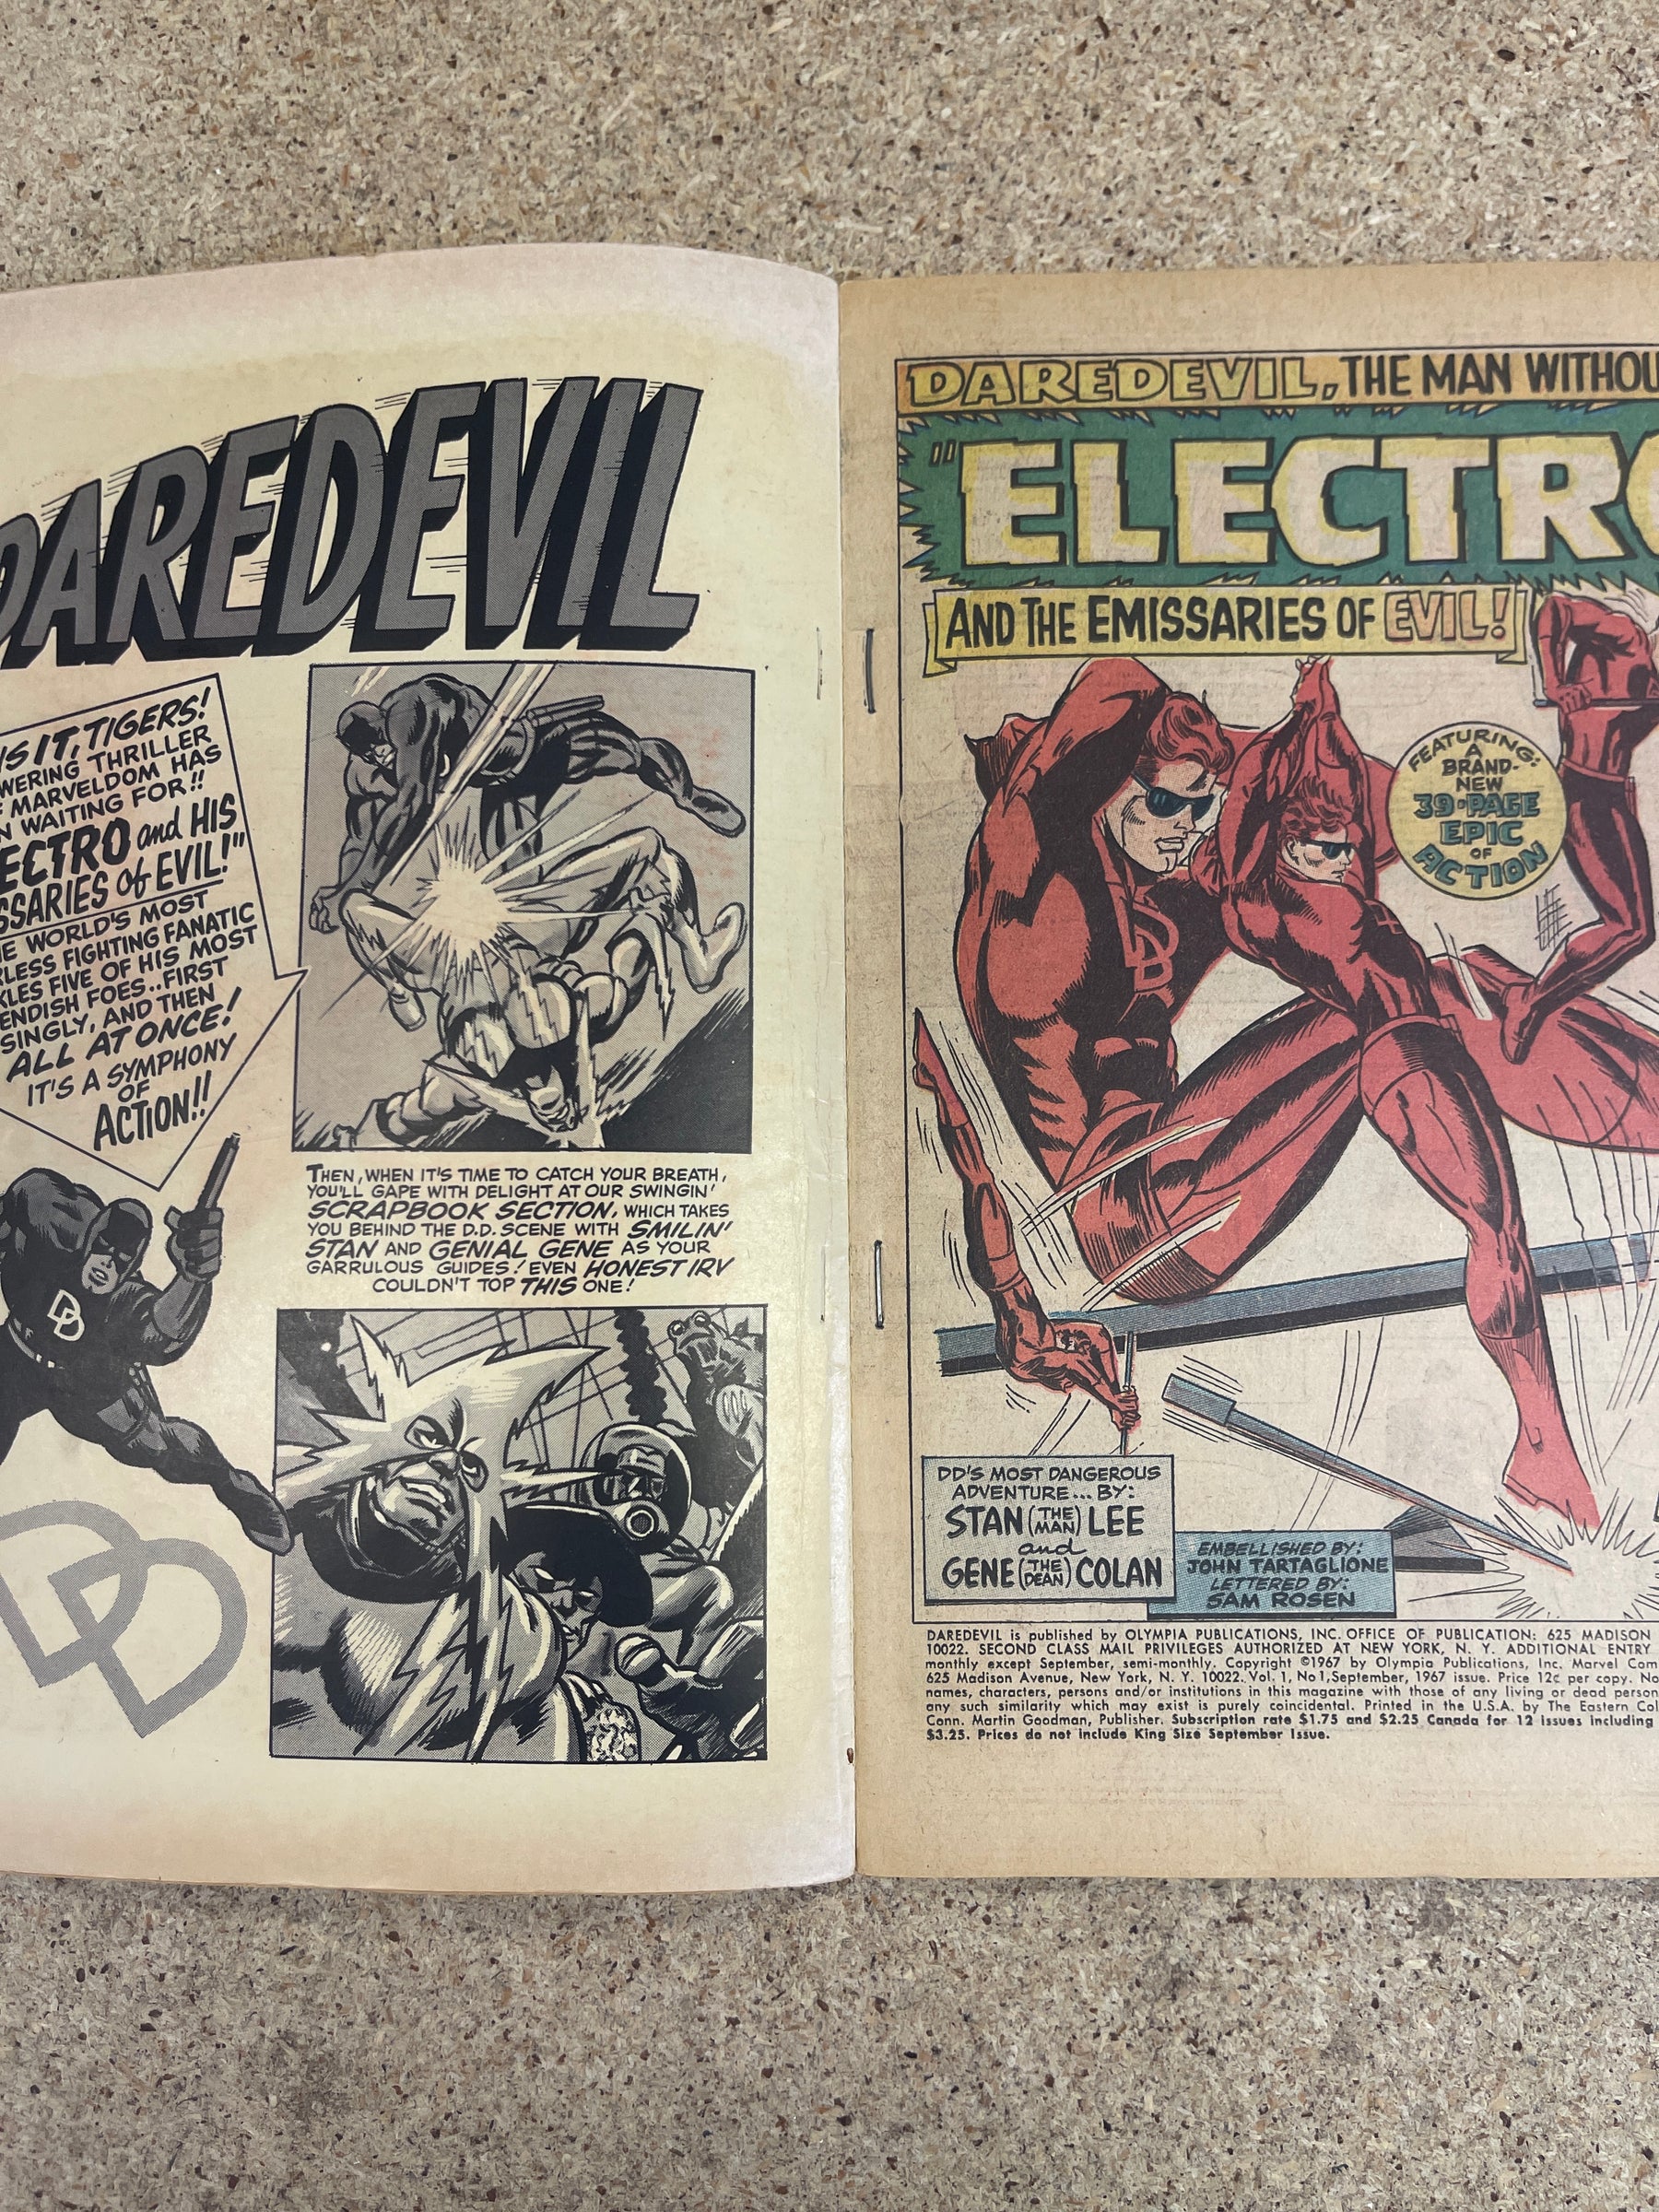 DAREDEVIL
IS IT, TIGERS!
THRILLER
MARVELDOM HAS
WAITING FOR!!
and HIS
of EVIL!"
WORLD'S MOST
FIGHTING FANATIC
FIVE OF HIS MOST
FOES..FIRST
SINGLY, AND THEN
ALL AT ONCE!
IT'S A SYMPHONY
OF
ACTION!!
DD
THEN, WHEN IT'S TIME TO CATCH YOUR BREATH,
YOU'LL GAPE WITH DELIGHT AT OUR SWINGIN'
SCRAPBOOK SECTION, WHICH TAKES
YOU BEHIND THE D.D. SCENE WITH SMILIN'
STAN AND GENIAL GENE AS YOUR
GARRULOUS GUIDES! EVEN HONEST IRV
COULDN'T TOP THIS ONE!
DD
DAREDEVIL, THE MAN WITHOU
"ELECTRO
AND THE EMISSARIES OF EVIL!
FEATURING:
A
BRAND-
NEW
39-PAGE
EPIC
OF
ACTION
DD
DD'S MOST DANGEROUS
ADVENTURE... BY:
STAN (THE MAN) LEE
and
GENE (THE DEAN) COLAN
EMBELLISHED BY:
JOHN TARTAGLIONE
LETTERED BY:
SAM ROSEN
DAREDEVIL is published by OLYMPIA PUBLICATIONS, INC. OFFICE OF PUBLICATION: 625 MADISON
10022. SECOND CLASS MAIL PRIVILEGES AUTHORIZED AT NEW YORK, N. Y. ADDITIONAL ENTRY
monthly except September, semi-monthly. Copyright ©1967 by Olympia Publications, Inc. Marvel Com
625 Madison Avenue, New York, N. Y. 10022. Vol. 1, No 1, September, 1967 issue. Price 12¢ per copy. No
names, characters, persons and/or institutions in this magazine with those of any living or dead person
any such similarity which may exist is purely coincidental. Printed in the U.S.A. by The Eastern Col
Conn. Martin Goodman, Publisher. Subscription rate $1.75 and $2.25 Canada for 12 issues including
$3.25. Prices do not include King Size September Issue.